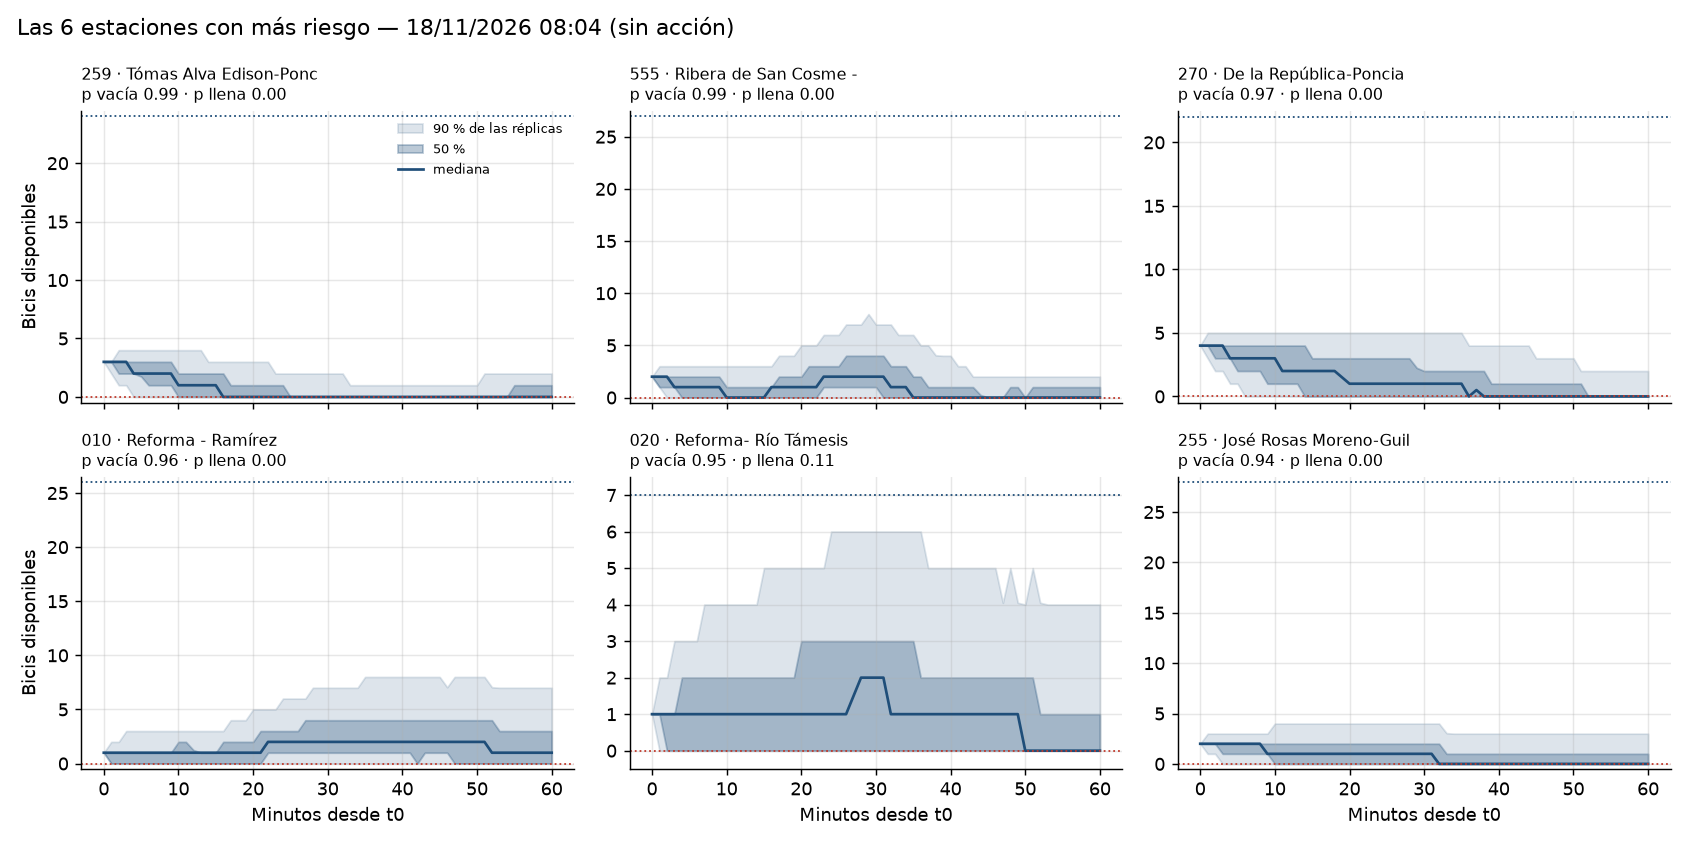 Las 6 estaciones con más riesgo — 18/11/2026 08:04 (sin acción)
259 · Tómas Alva Edison-Ponc
p vacía 0.99 · p llena 0.00
90 % de las réplicas
50 %
mediana
Bicis disponibles
20
15
10
5
0
555 · Ribera de San Cosme -
p vacía 0.99 · p llena 0.00
25
20
15
10
5
0
270 · De la República-Poncia
p vacía 0.97 · p llena 0.00
20
15
10
5
0
010 · Reforma - Ramírez
p vacía 0.96 · p llena 0.00
Bicis disponibles
25
20
15
10
5
0
0 10 20 30 40 50 60
Minutos desde t0
020 · Reforma- Río Támesis
p vacía 0.95 · p llena 0.11
7
6
5
4
3
2
1
0
0 10 20 30 40 50 60
Minutos desde t0
255 · José Rosas Moreno-Guil
p vacía 0.94 · p llena 0.00
25
20
15
10
5
0
0 10 20 30 40 50 60
Minutos desde t0